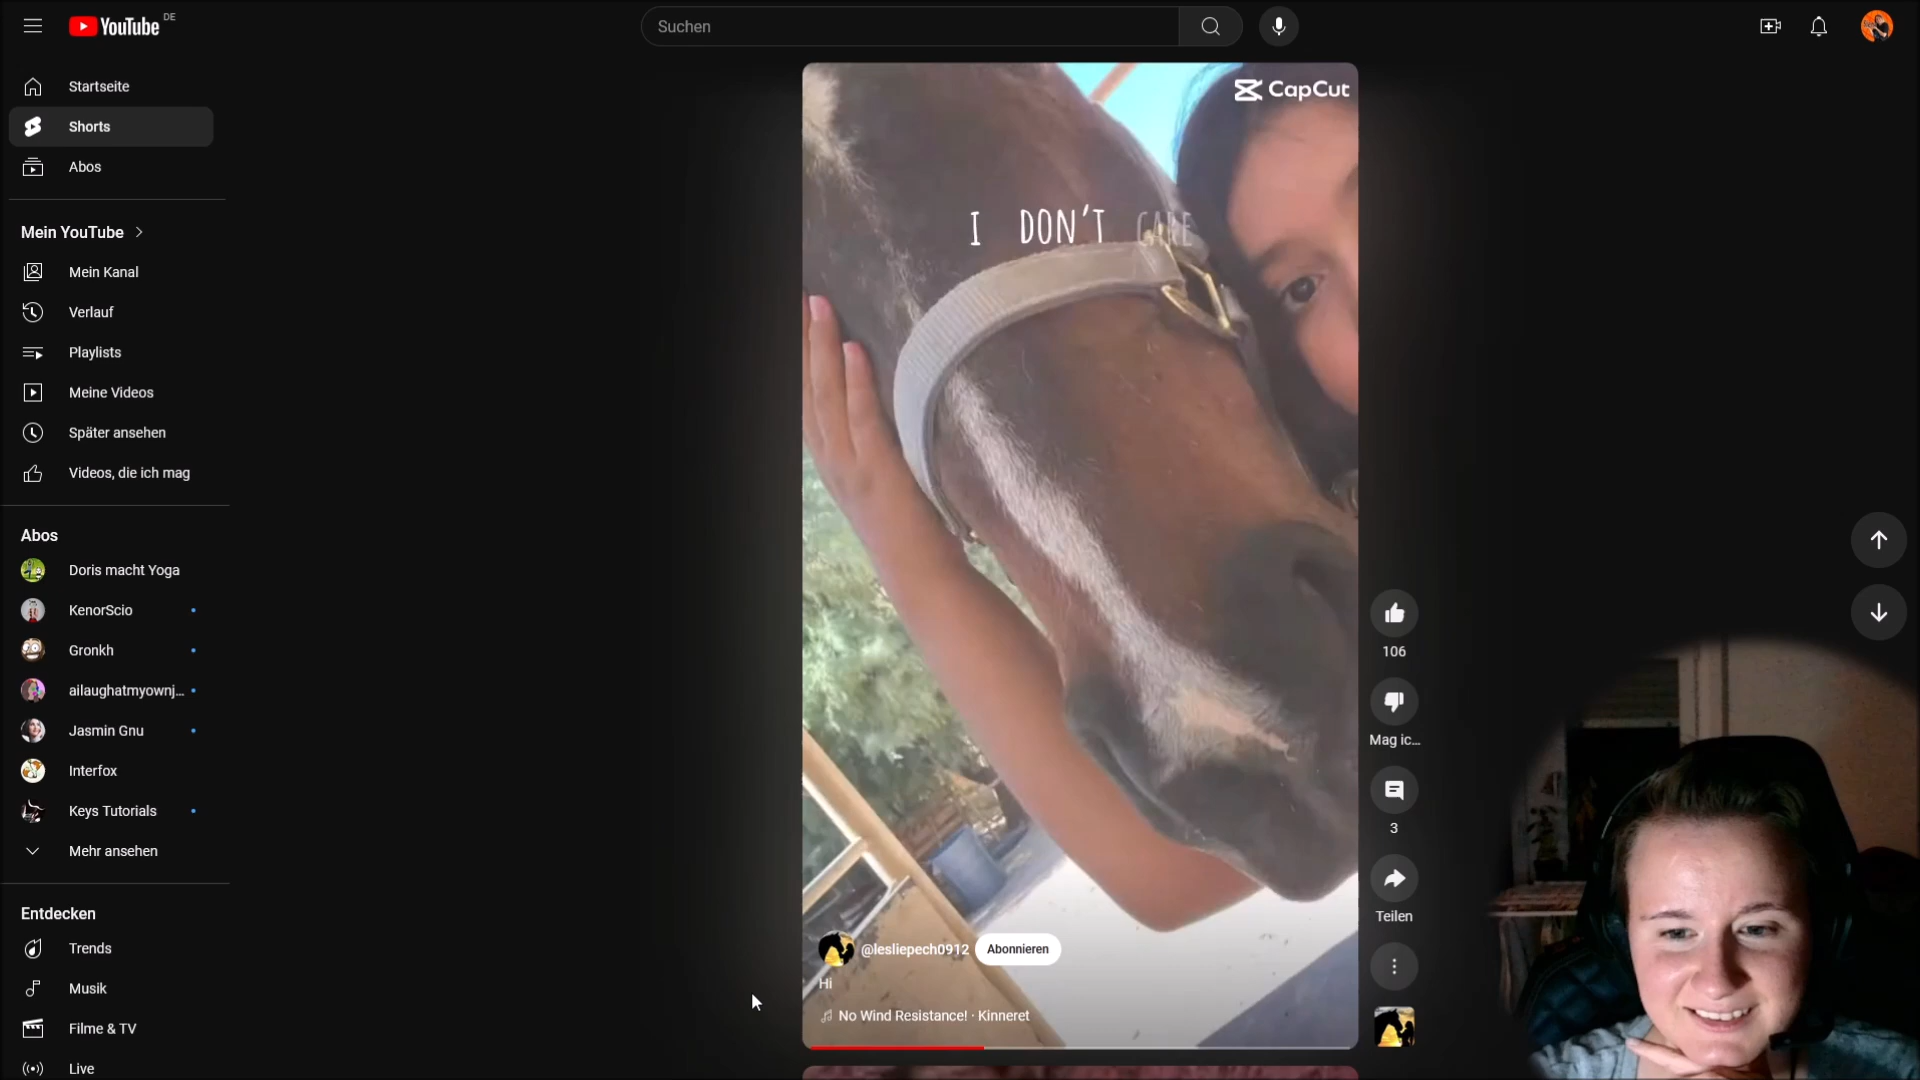 YouTube DE
Suchen
Startseite
Shorts
Abos
Mein YouTube
Mein Kanal
Verlauf
Playlists
Meine Videos
Später ansehen
Videos, die ich mag
Abos
Doris macht Yoga
KenorScio
Gronkh
ailaughatmyownj...
Jasmin Gnu
Interfox
Keys Tutorials
Mehr ansehen
Entdecken
Trends
Musik
Filme & TV
Live
CapCut
I DON'T CARE
@lesliepech0912 Abonnieren
Hi
No Wind Resistance! · Kinneret
106
Mag ic...
3
Teilen